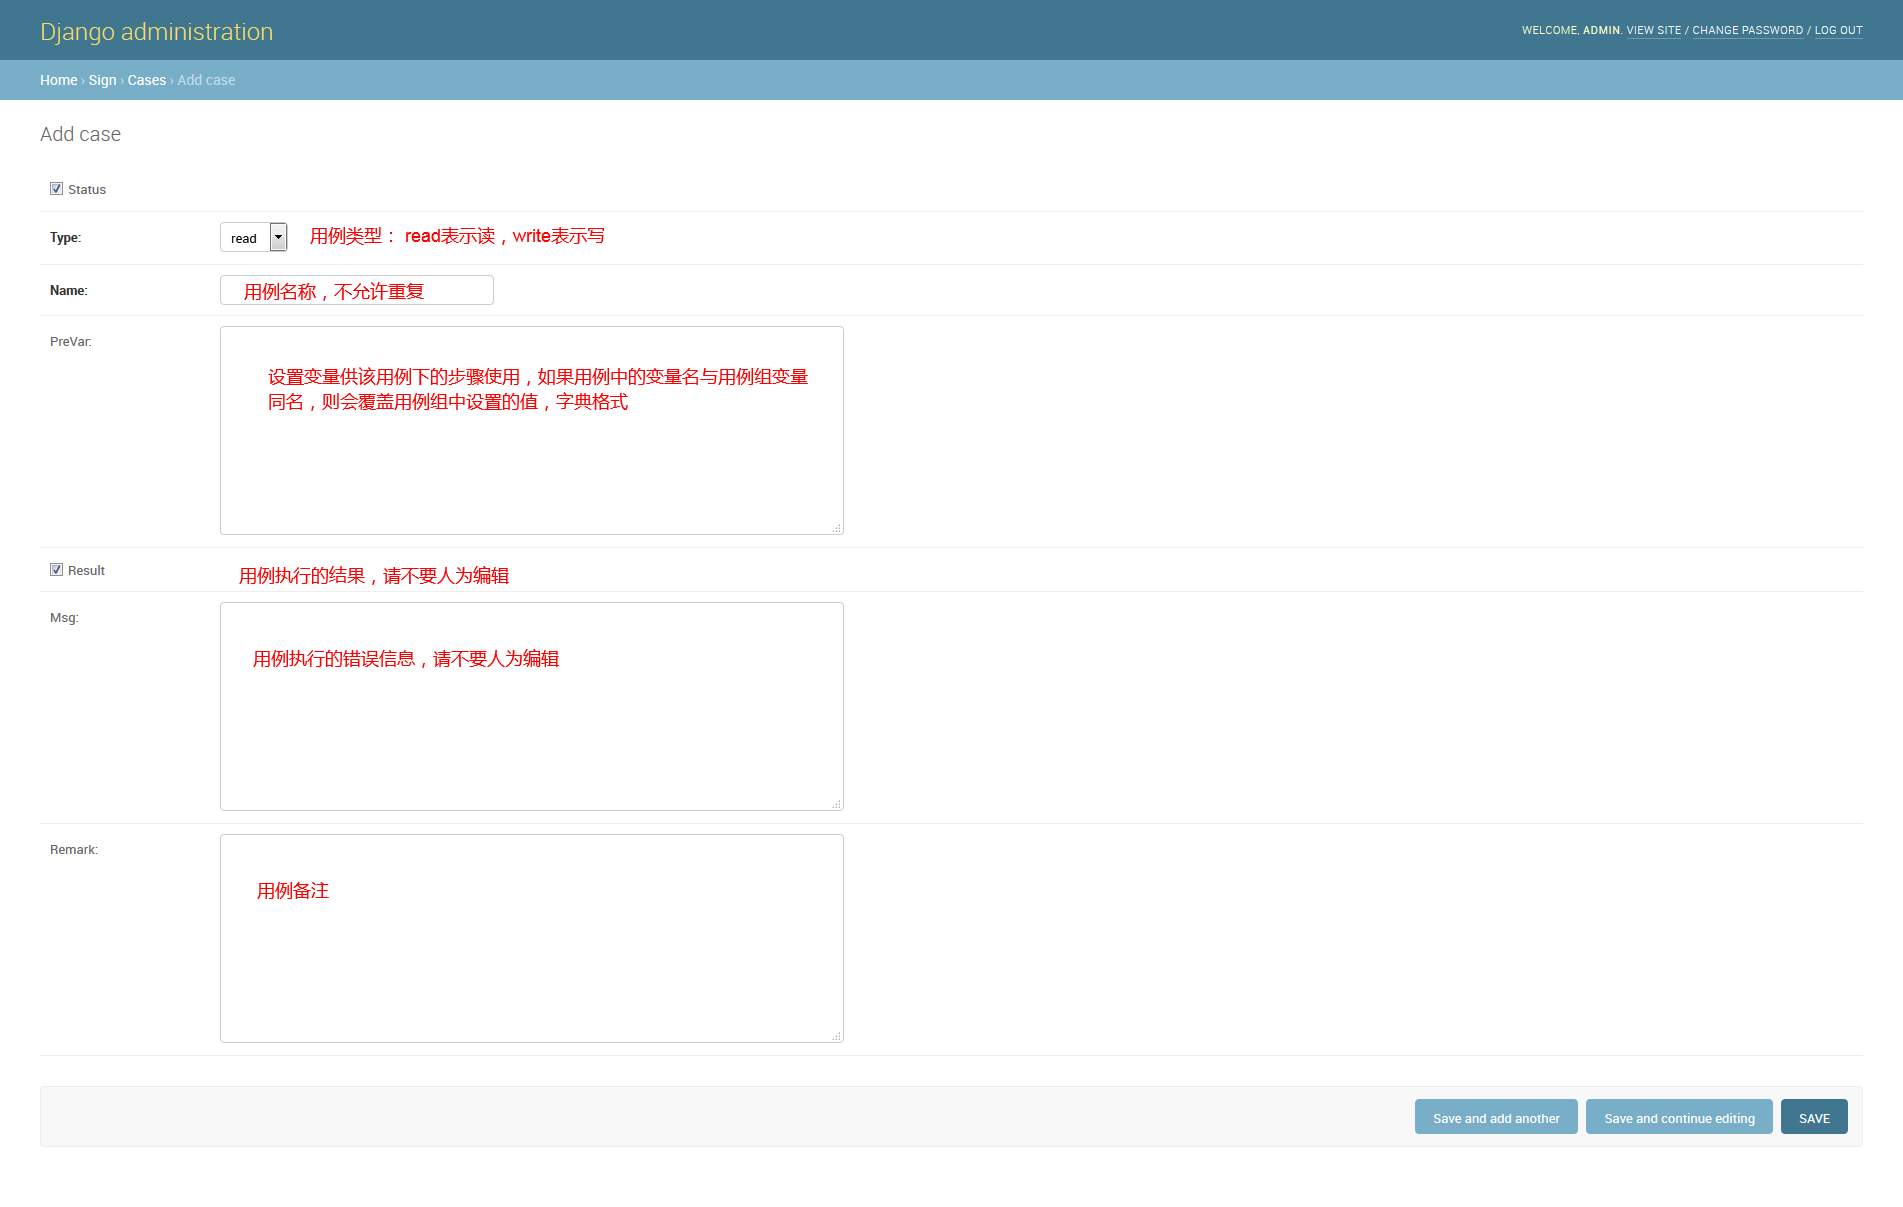 Django administration
WELCOME, ADMIN. VIEW SITE / CHANGE PASSWORD / LOG OUT
Home › Sign › Cases › Add case
Add case
Status
Type: read 用例类型： read表示读，write表示写
Name: 用例名称，不允许重复
PreVar:
设置变量供该用例下的步骤使用，如果用例中的变量名与用例组变量
同名，则会覆盖用例组中设置的值，字典格式
Result 用例执行的结果，请不要人为编辑
Msg:
用例执行的错误信息，请不要人为编辑
Remark:
用例备注
Save and add another Save and continue editing SAVE